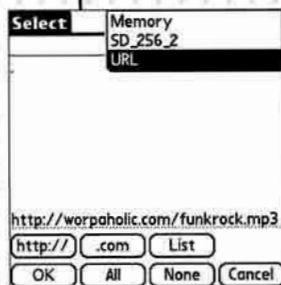 Select
Memory
SD_256_2
URL
http://worpaholic.com/funkrock.mp3
http:// .com List
OK All None Cancel